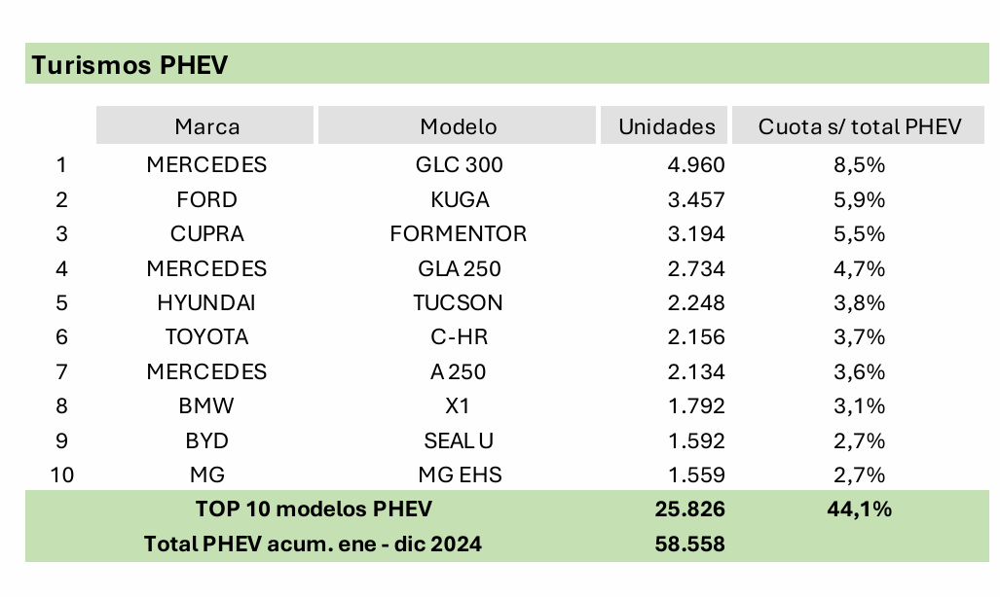 Turismos PHEV
Marca Modelo Unidades Cuota s/ total PHEV
1 MERCEDES GLC 300 4.960 8,5%
2 FORD KUGA 3.457 5,9%
3 CUPRA FORMENTOR 3.194 5,5%
4 MERCEDES GLA 250 2.734 4,7%
5 HYUNDAI TUCSON 2.248 3,8%
6 TOYOTA C-HR 2.156 3,7%
7 MERCEDES A 250 2.134 3,6%
8 BMW X1 1.792 3,1%
9 BYD SEAL U 1.592 2,7%
10 MG MG EHS 1.559 2,7%
TOP 10 modelos PHEV 25.826 44,1%
Total PHEV acum. ene - dic 2024 58.558